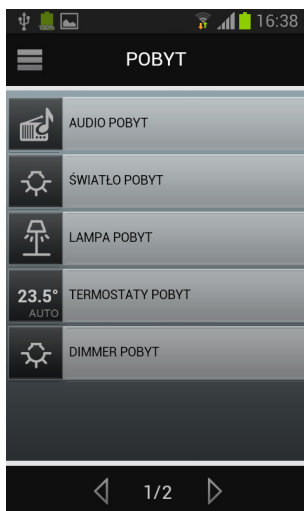 16:38
POBYT
AUDIO POBYT
ŚWIATŁO POBYT
LAMPA POBYT
23.5° TERMOSTATY POBYT
AUTO
DIMMER POBYT
1/2